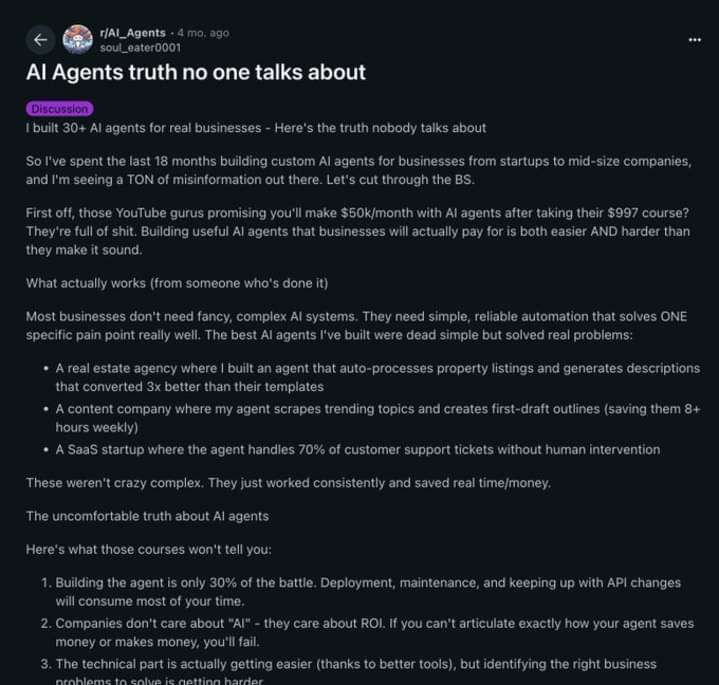 r/AI_Agents • 4 mo. ago
soul_eater0001
AI Agents truth no one talks about
Discussion
I built 30+ AI agents for real businesses - Here's the truth nobody talks about
So I've spent the last 18 months building custom AI agents for businesses from startups to mid-size companies,
and I'm seeing a TON of misinformation out there. Let's cut through the BS.
First off, those YouTube gurus promising you'll make $50k/month with AI agents after taking their $997 course?
They're full of shit. Building useful AI agents that businesses will actually pay for is both easier AND harder than
they make it sound.
What actually works (from someone who's done it)
Most businesses don't need fancy, complex AI systems. They need simple, reliable automation that solves ONE
specific pain point really well. The best AI agents I've built were dead simple but solved real problems:
• A real estate agency where I built an agent that auto-processes property listings and generates descriptions
that converted 3x better than their templates
• A content company where my agent scrapes trending topics and creates first-draft outlines (saving them 8+
hours weekly)
• A SaaS startup where the agent handles 70% of customer support tickets without human intervention
These weren't crazy complex. They just worked consistently and saved real time/money.
The uncomfortable truth about AI agents
Here's what those courses won't tell you:
1. Building the agent is only 30% of the battle. Deployment, maintenance, and keeping up with API changes
will consume most of your time.
2. Companies don't care about "AI" - they care about ROI. If you can't articulate exactly how your agent saves
money or makes money, you'll fail.
3. The technical part is actually getting easier (thanks to better tools), but identifying the right business
problems to solve is getting harder.